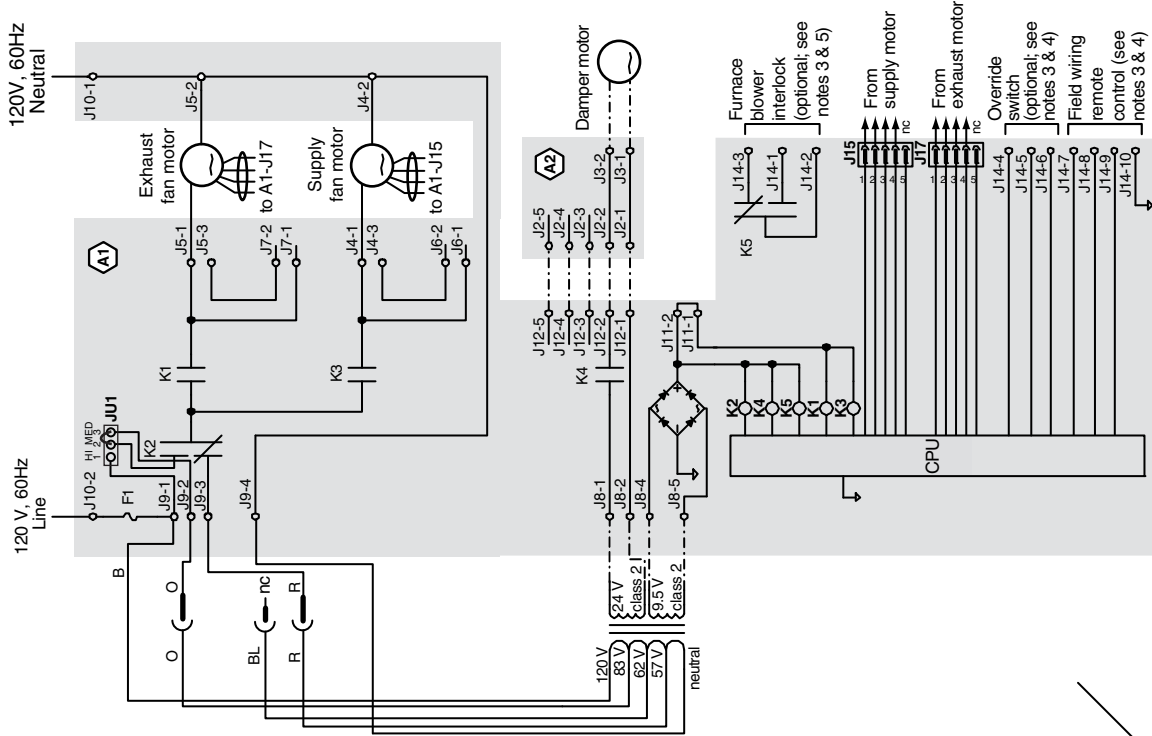 120V, 60Hz
Neutral
J10-1
J5-2
J4-2
Exhaust
fan motor
to A1-J17
Supply
fan motor
to A1-J15
A1
J5-1
J5-3
J7-2
J7-1
J4-1
J4-3
J6-2
J6-1
K1
K3
JU1
HI MED
1 2 3
K2
120 V, 60Hz
Line
J10-2
F1
J9-1
J9-2
J9-3
J9-4
B
O
O
BL
nc
R
R
Damper motor
A2
J3-2
J3-1
J2-5
J2-4
J2-3
J2-2
J2-1
J12-5
J12-4
J12-3
J12-2
J12-1
K4
J11-2
J11-1
J8-1
J8-2
J8-4
J8-5
24 V
class 2
9.5 V
class 2
120 V
83 V
62 V
57 V
neutral
Furnace
blower
interlock
(optional; see
notes 3 & 5)
J14-3
J14-1
J14-2
K5
J15
1
2
3
4
5
From
supply motor
nc
J17
1
2
3
4
5
From
exhaust motor
nc
Override
switch
(optional; see
notes 3 & 4)
J14-4
J14-5
J14-6
Field wiring
remote
control (see
notes 3 & 4)
J14-7
J14-8
J14-9
J14-10
K2
K4
K5
K1
K3
CPU
+
-